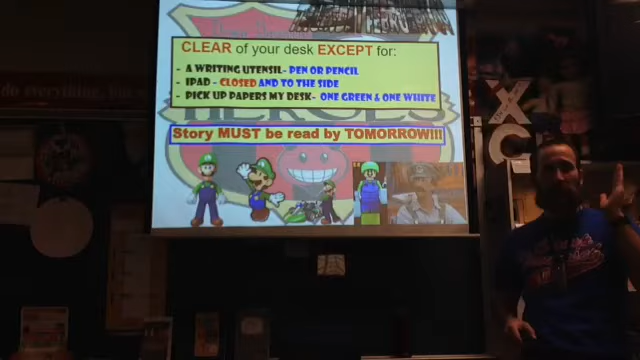 CLEAR of your desk EXCEPT for:
- A WRITING UTENSIL- PEN OR PENCIL
- IPAD - CLOSED AND TO THE SIDE
- PICK UP PAPERS MY DESK- ONE GREEN & ONE WHITE
HEROES
Story MUST be read by TOMORROW!!!